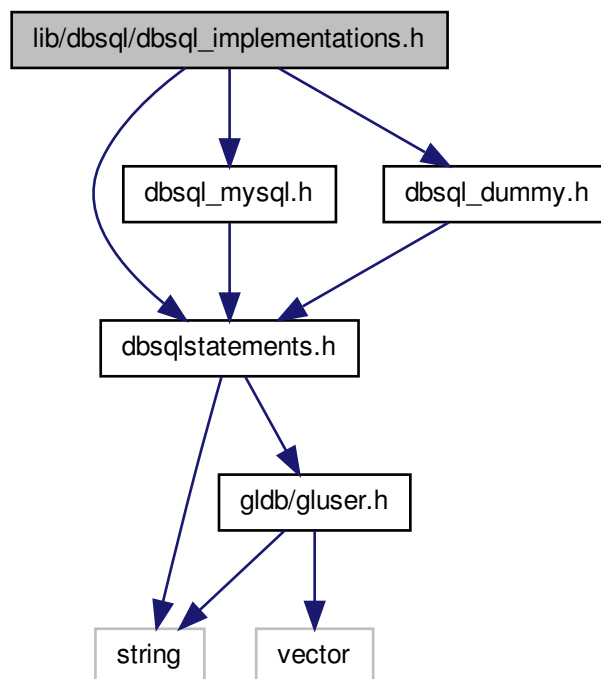 lib/dbsql/dbsql_implementations.h
dbsql_mysql.h
dbsql_dummy.h
dbsqlstatements.h
gldb/gluser.h
string
vector